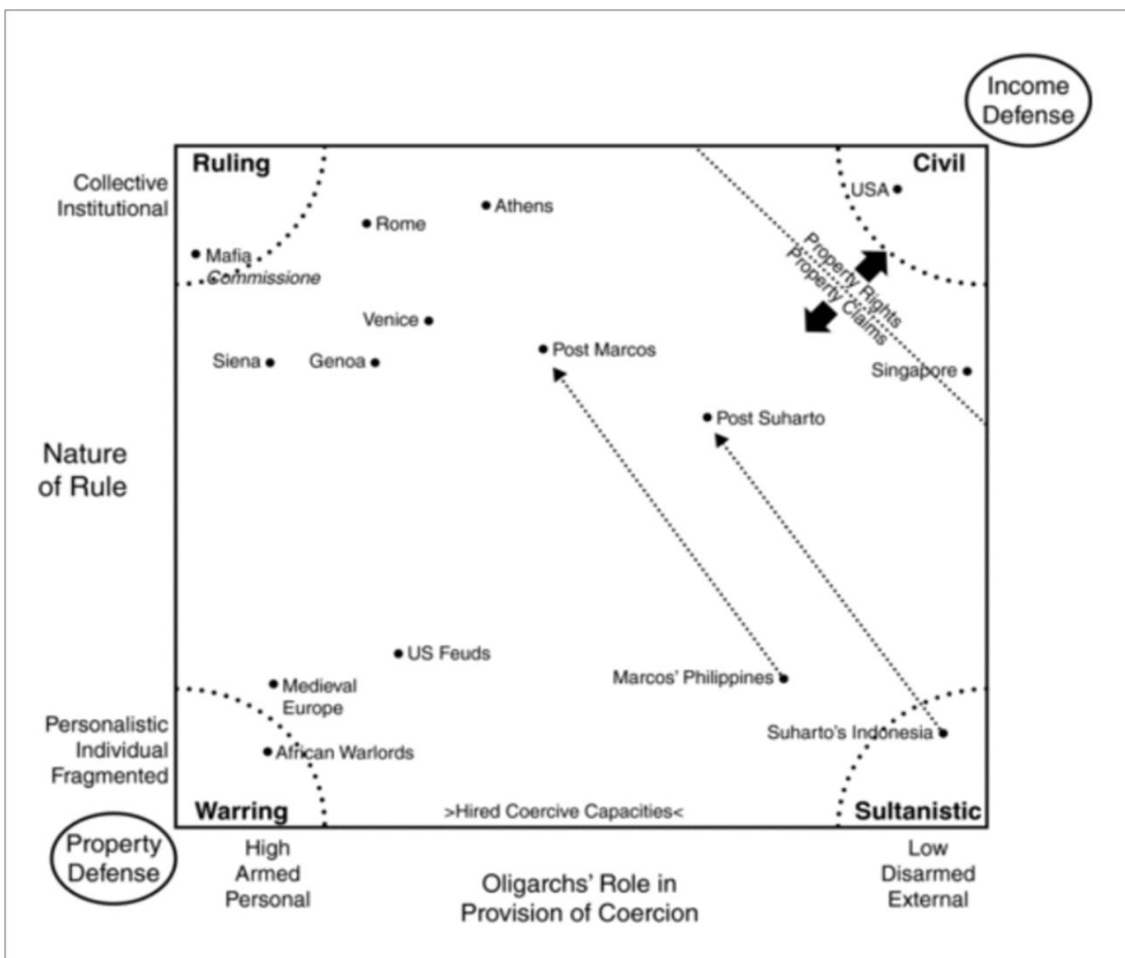 Income
Defense
Ruling
Civil
Collective
Institutional
USA
Athens
Rome
Mafia
Commissione
Property Rights
Property Claims
Venice
Post Marcos
Siena
Genoa
Singapore
Post Suharto
Nature
of Rule
US Feuds
Marcos' Philippines
Medieval
Europe
Personalistic
Individual
Fragmented
Suharto's Indonesia
African Warlords
Warring
>Hired Coercive Capacities<
Sultanistic
Property
Defense
High
Armed
Personal
Oligarchs' Role in
Provision of Coercion
Low
Disarmed
External